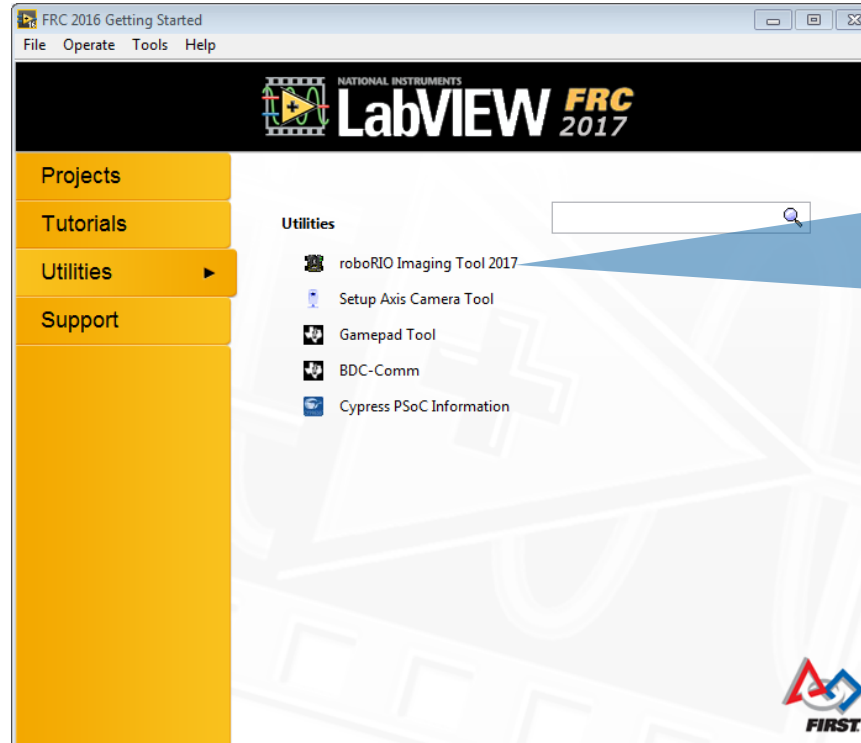 FRC 2016 Getting Started
File Operate Tools Help
NATIONAL INSTRUMENTS
LabVIEW FRC 2017
Projects
Tutorials
Utilities
Support
Utilities
roboRIO Imaging Tool 2017
Setup Axis Camera Tool
Gamepad Tool
BDC-Comm
Cypress PSoC Information
FIRST